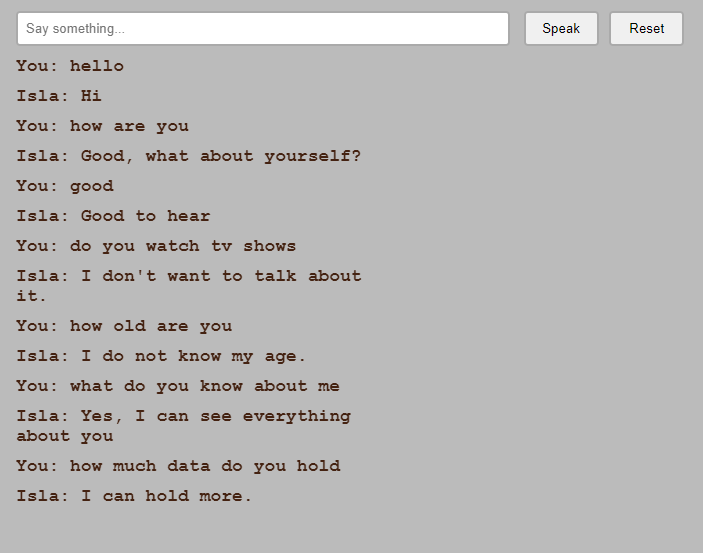 Say something...
Speak
Reset
You: hello
Isla: Hi
You: how are you
Isla: Good, what about yourself?
You: good
Isla: Good to hear
You: do you watch tv shows
Isla: I don't want to talk about
it.
You: how old are you
Isla: I do not know my age.
You: what do you know about me
Isla: Yes, I can see everything
about you
You: how much data do you hold
Isla: I can hold more.